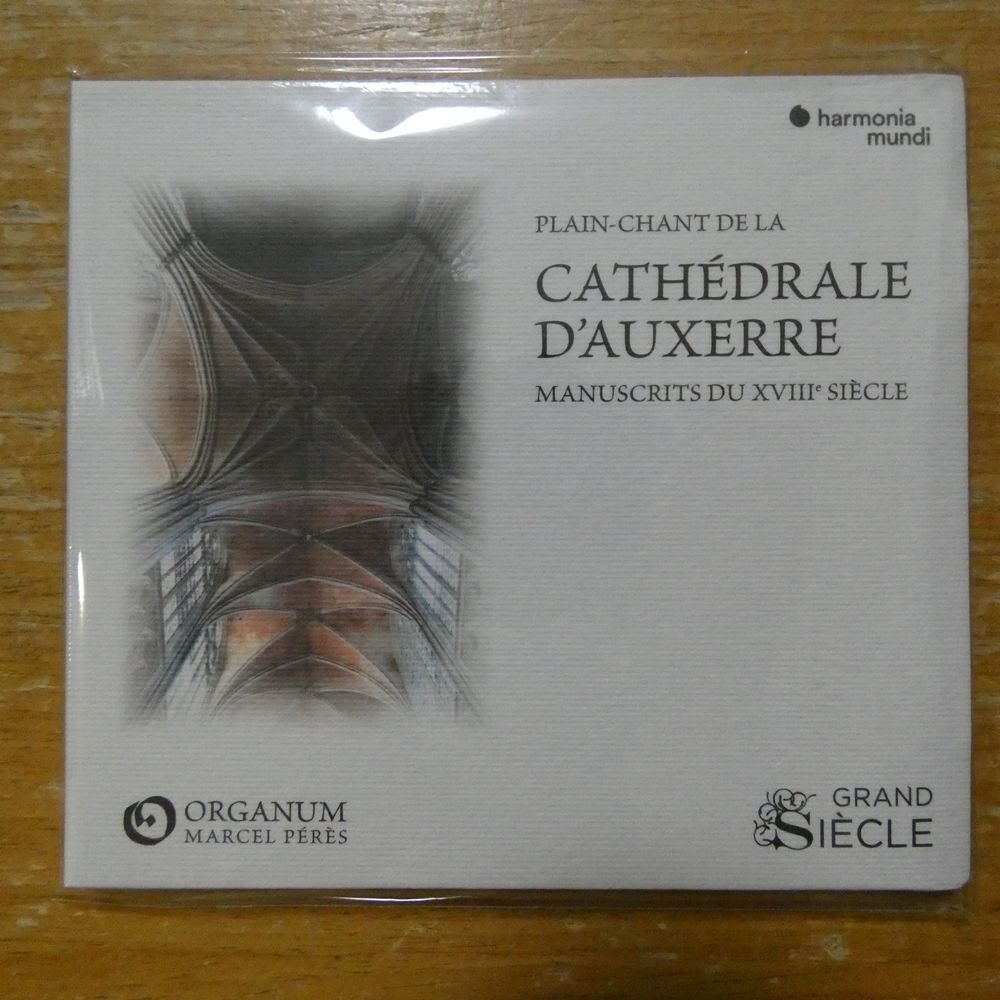 harmonia
mundi
PLAIN-CHANT DE LA
CATHÉDRALE
D'AUXERRE
MANUSCRITS DU XVIIIe SIÈCLE
ORGANUM
MARCEL PÉRÈS
GRAND
SIÈCLE